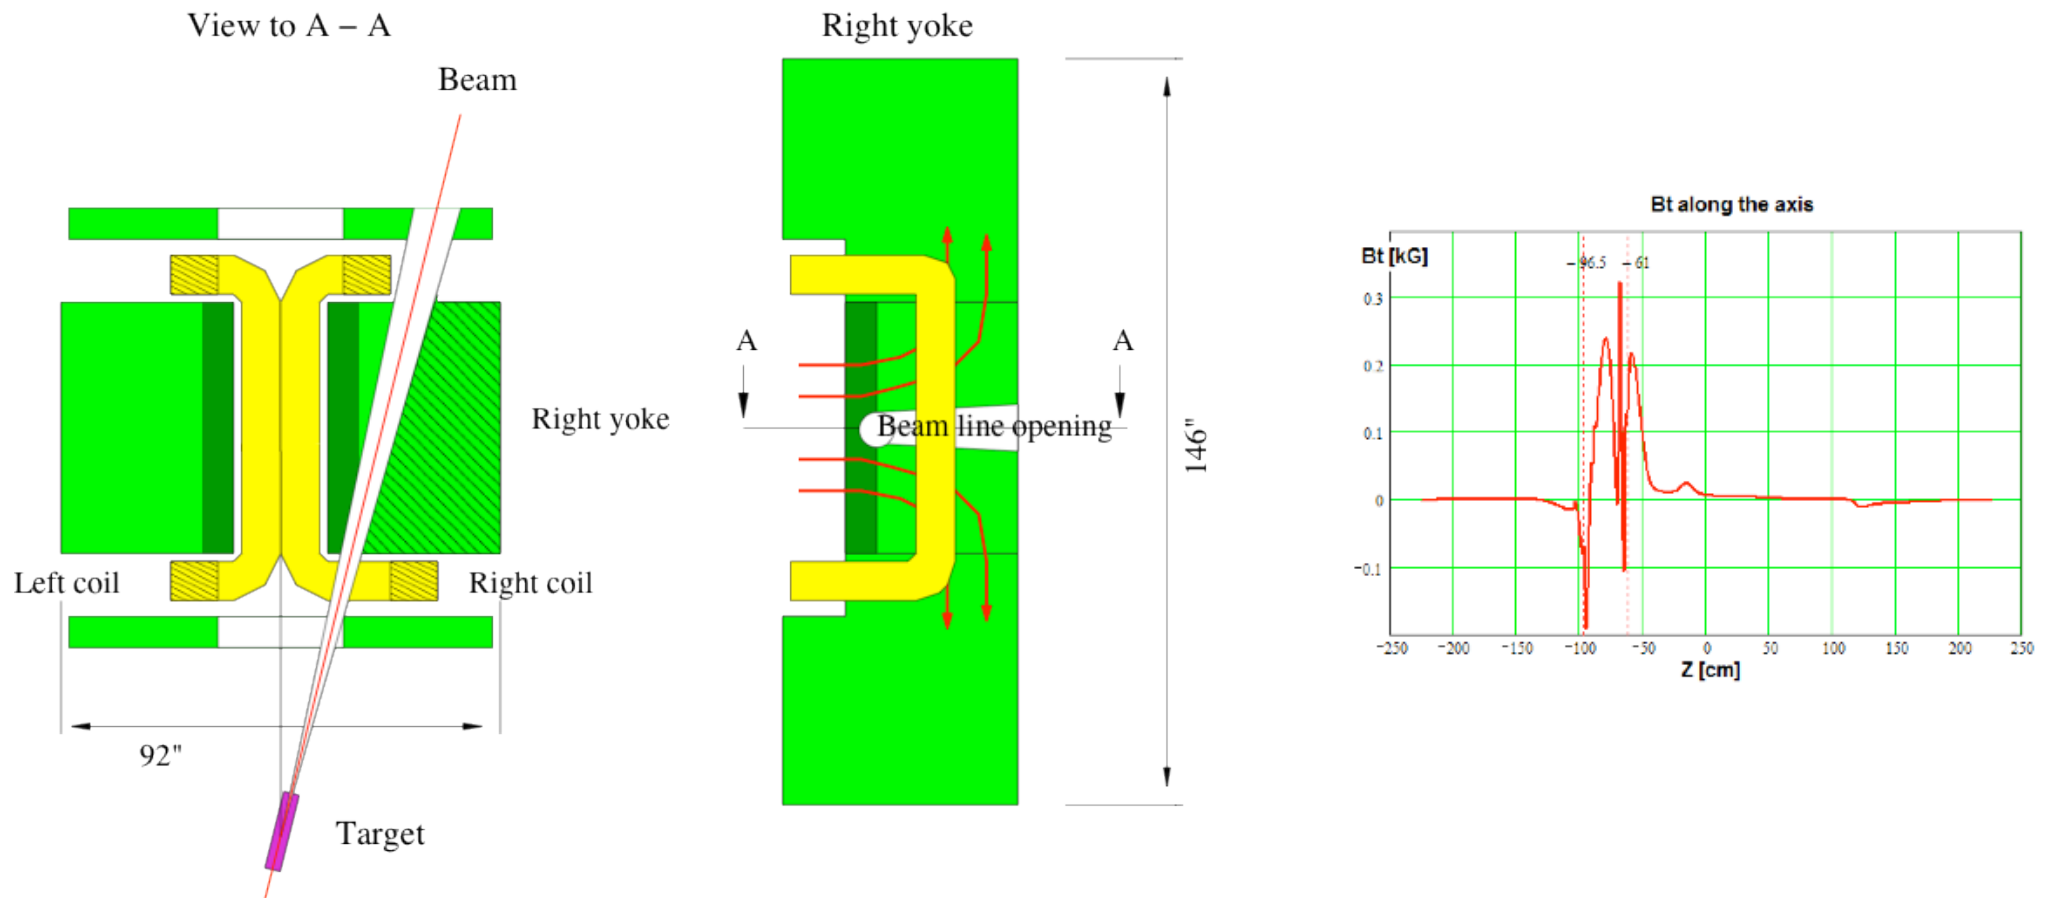 View to A – A
Beam
Right yoke
Left coil
Right coil
92"
Target
Right yoke
A
A
Beam line opening
146"
Bt along the axis
Bt [kG]
– 96.5
– 61
0.3
0.2
0.1
0
−0.1
−250 −200 −150 −100 −50 0 50 100 150 200 250
Z [cm]